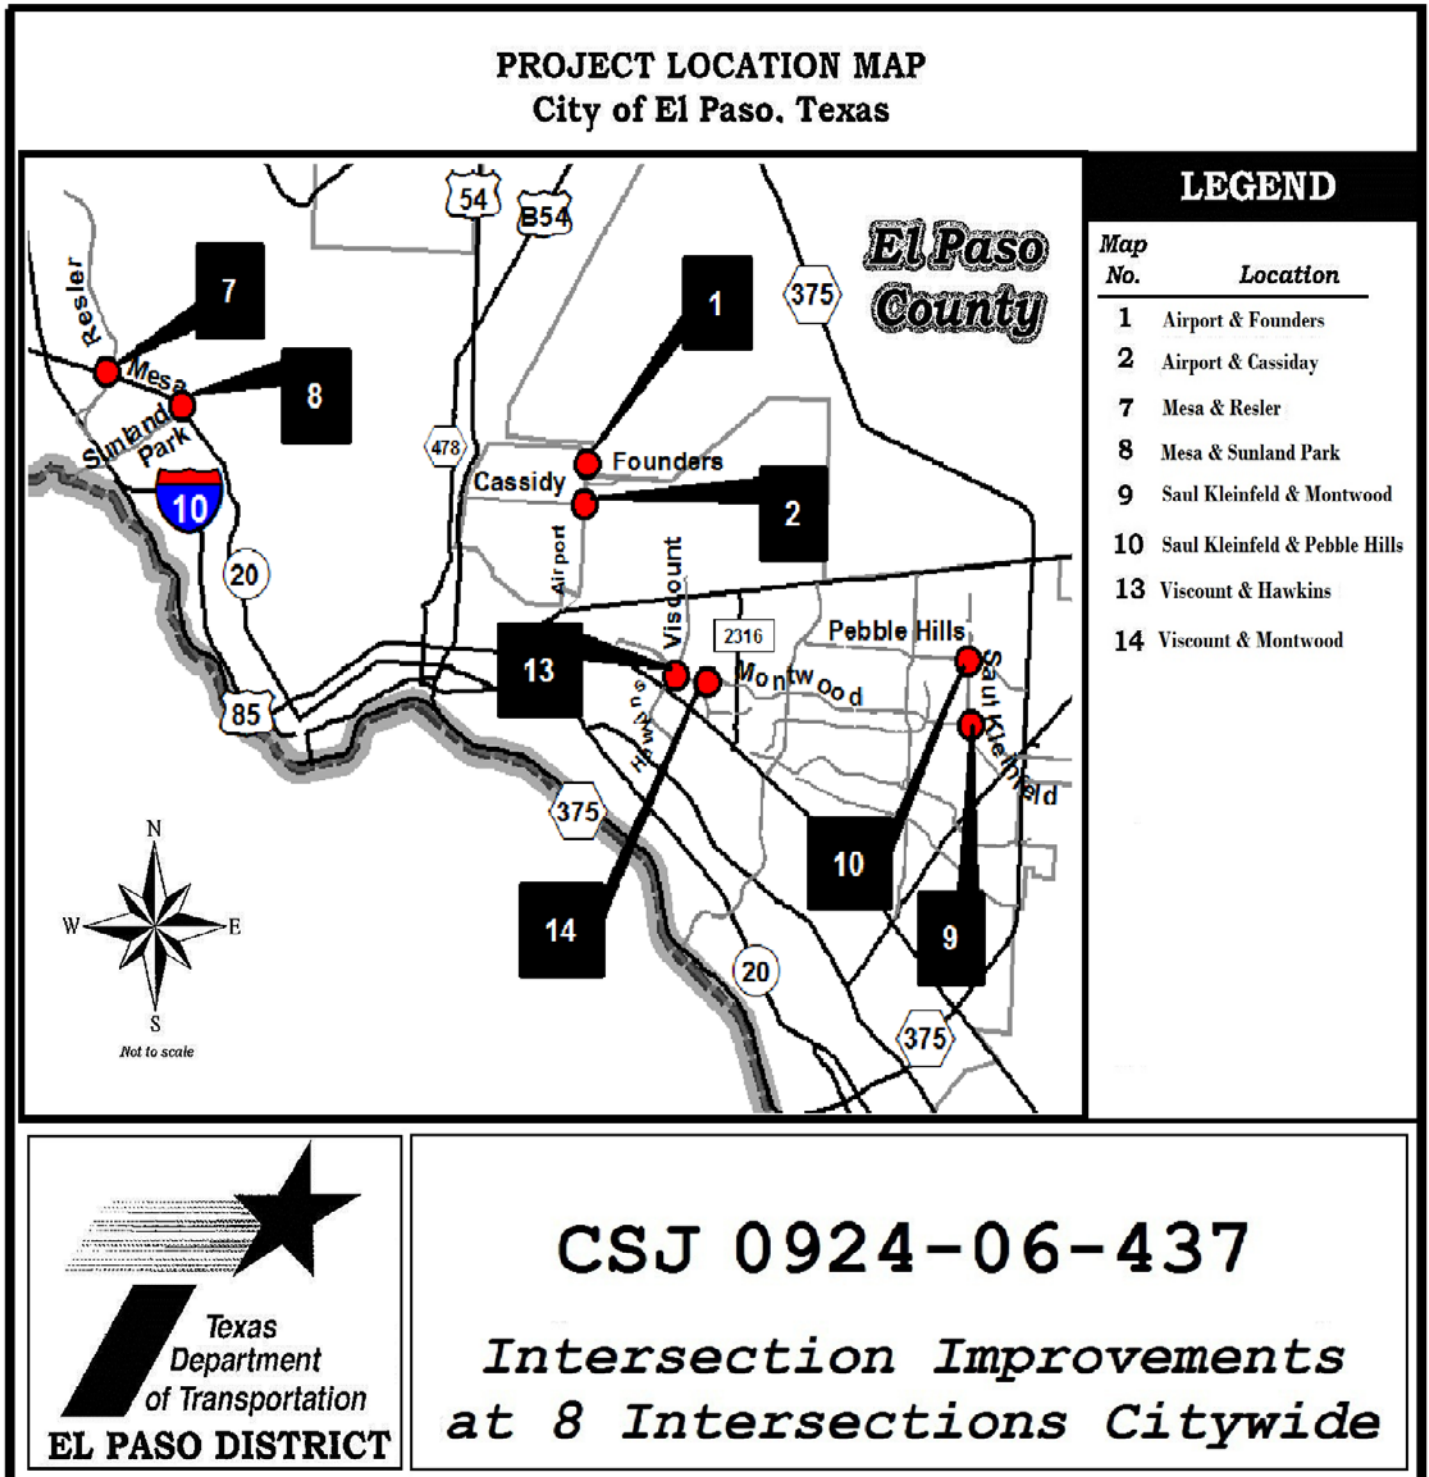 PROJECT LOCATION MAP
City of El Paso, Texas
LEGEND
Map
No. Location
1 Airport & Founders
2 Airport & Cassiday
7 Mesa & Resler
8 Mesa & Sunland Park
9 Saul Kleinfeld & Montwood
10 Saul Kleinfeld & Pebble Hills
13 Viscount & Hawkins
14 Viscount & Montwood
54
B54
El Paso
County
375
Resler
7
1
Mesa
8
Sunland
Park
478
Founders
Cassidy
2
10
Airport
20
Viscount
2316
Pebble Hills
13
Montwood
Saul Kleinfeld
Hawkins
85
375
10
14
9
20
375
N
W
E
S
Not to scale
Texas
Department
of Transportation
EL PASO DISTRICT
CSJ 0924-06-437
Intersection Improvements
at 8 Intersections Citywide